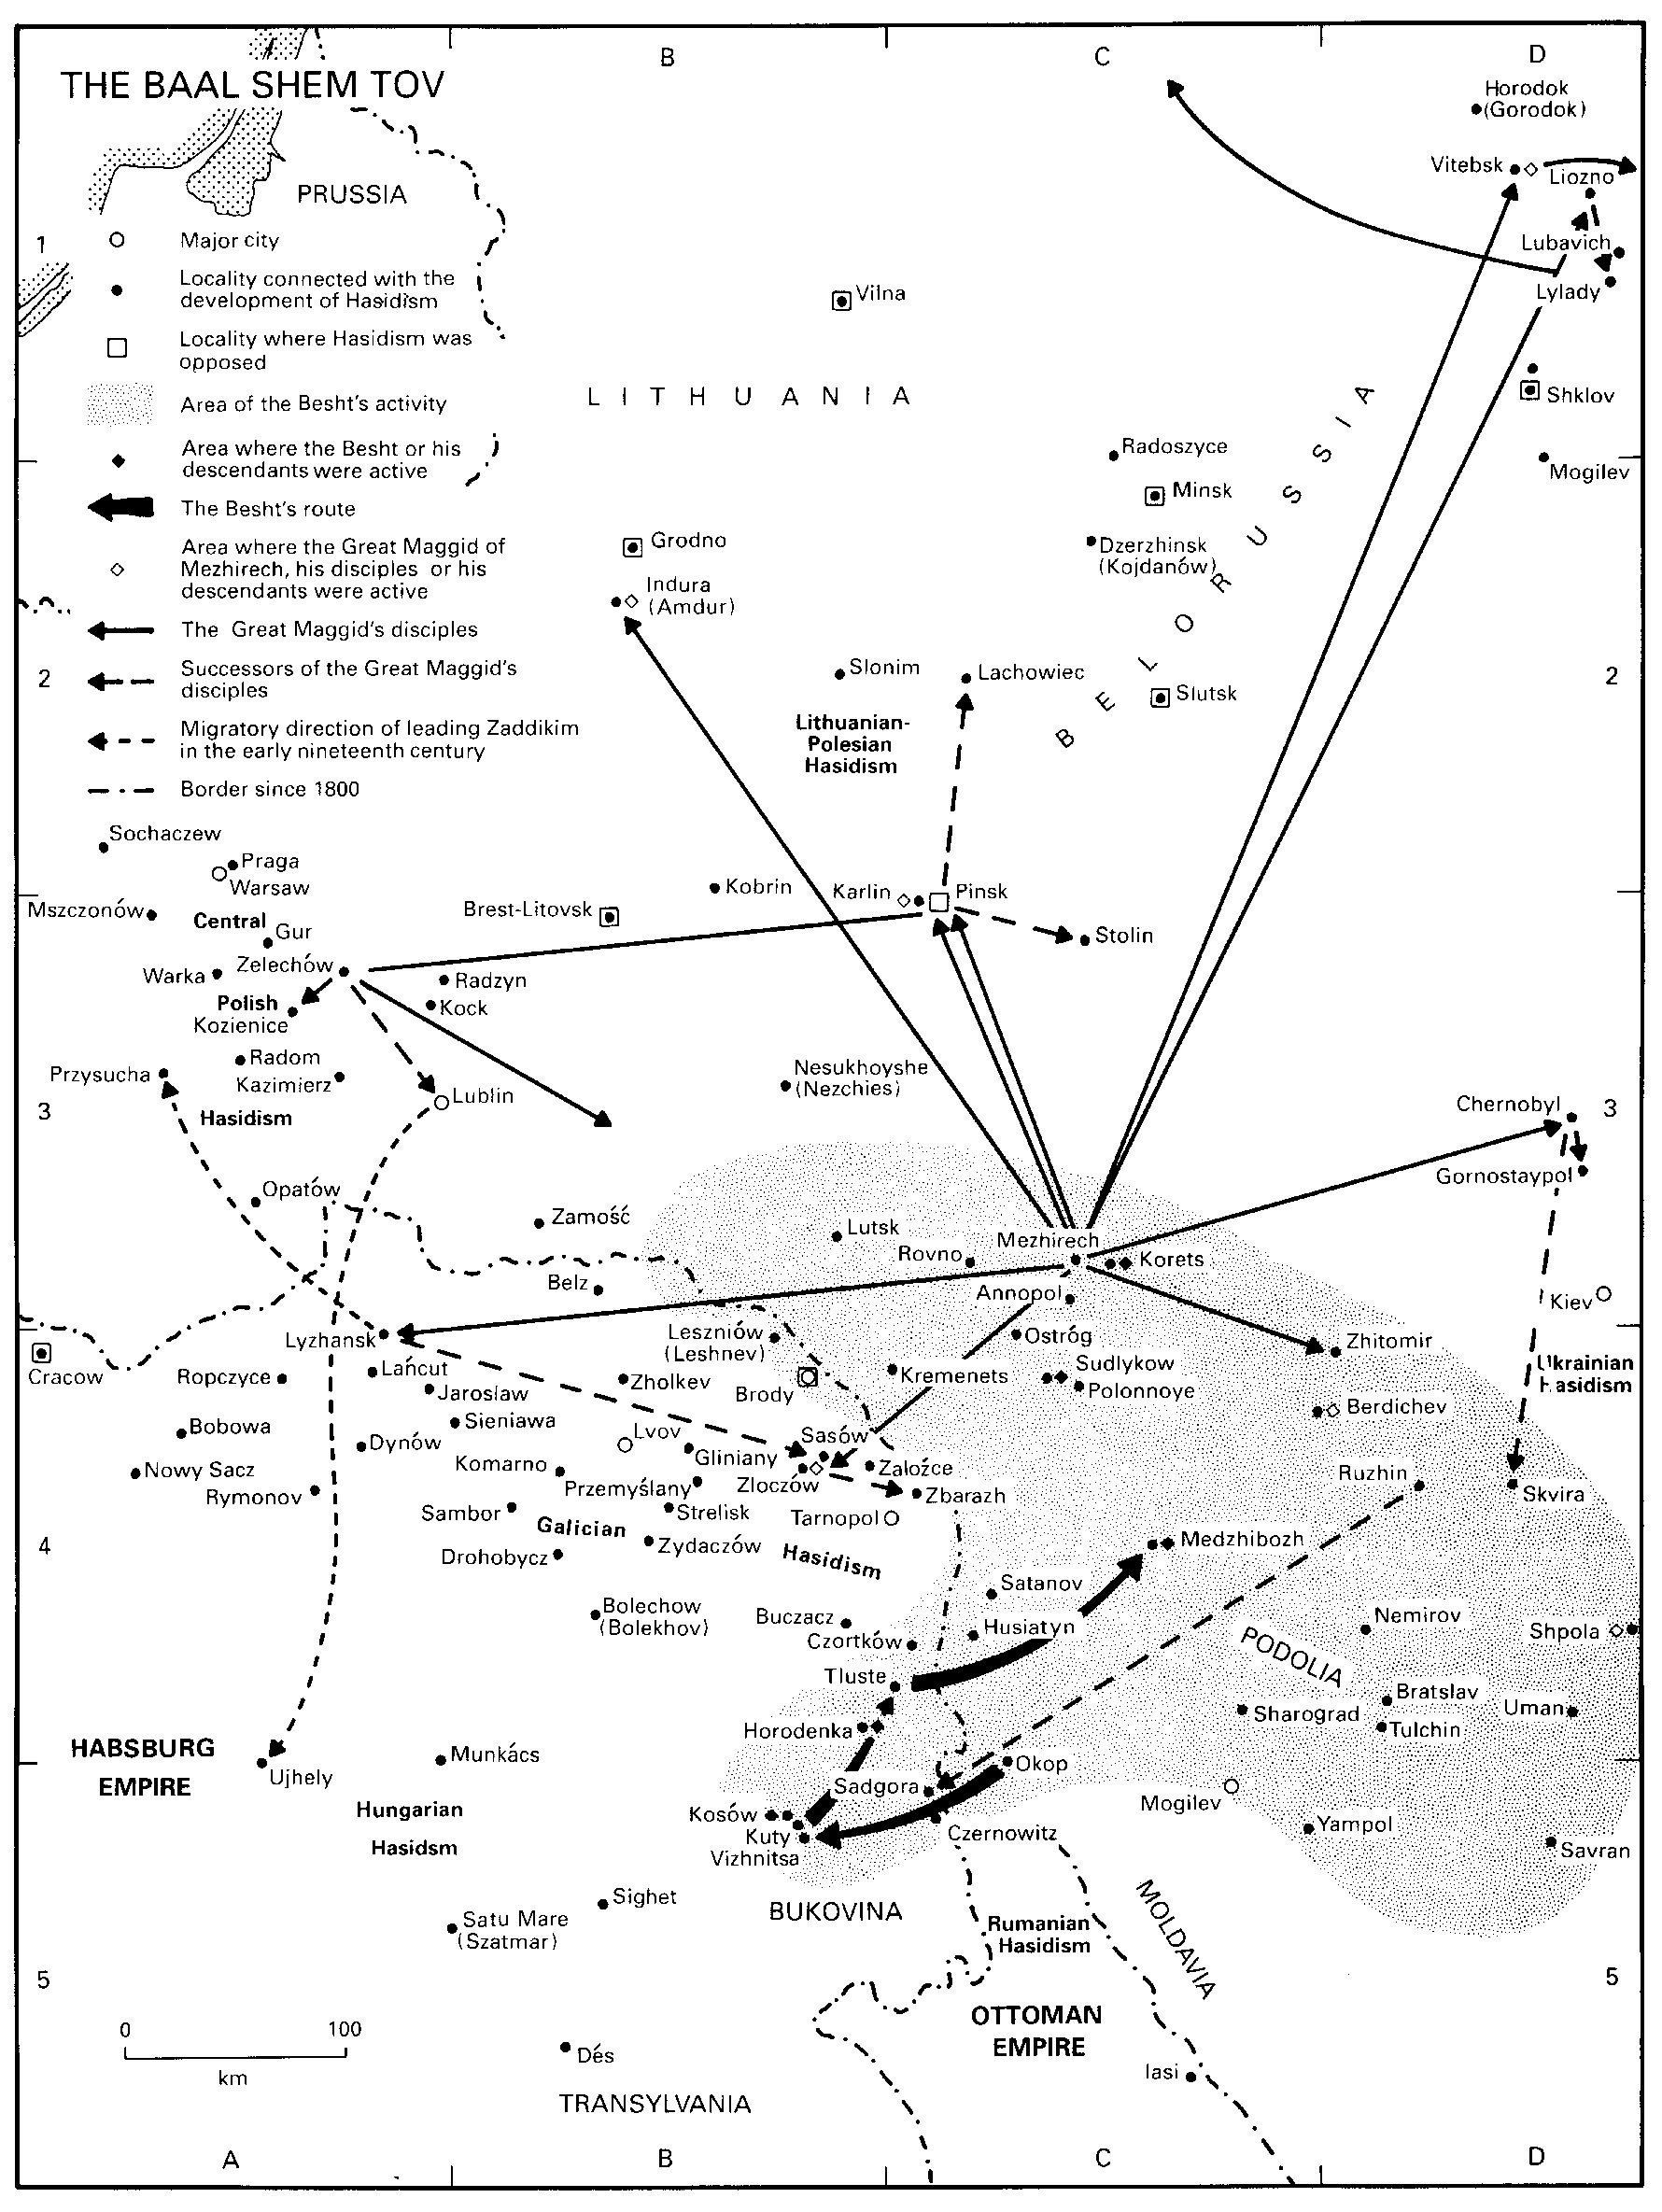 B
C
D
THE BAAL SHEM TOV
Horodok
(Gorodok)
Vitebsk
Liozno
PRUSSIA
Lubavich
Lylady
1
Major city
Locality connected with the
development of Hasidism
Locality where Hasidism was
opposed
Area of the Besht's activity
Area where the Besht or his
descendants were active
The Besht's route
Area where the Great Maggid of
Mezhirech, his disciples or his
descendants were active
The Great Maggid's disciples
Successors of the Great Maggid's
disciples
Migratory direction of leading Zaddikim
in the early nineteenth century
Border since 1800
Vilna
LITHUANIA
Shklov
Radoszyce
Mogilev
Minsk
Grodno
Dzerzhinsk
(Kojdanów)
Indura
(Amdur)
BELORUSSIA
2
Slonim
Lachowiec
Slutsk
2
Lithuanian-
Polesian
Hasidism
Sochaczew
Praga
Warsaw
Kobrin
Karlin
Pinsk
Mszczonów
Central
Gur
Brest-Litovsk
Stolin
Warka
Zelechów
Radzyn
Polish
Kozienice
Kock
Radom
Przysucha
Kazimierz
Lublin
Nesukhoyshe
(Nezchies)
3
Hasidism
Chernobyl
3
Gornostaypol
Opatów
Zamość
Lutsk
Mezhirech
Rovno
Korets
Belz
Annopol
Kiev
Lyzhansk
Leszniów
(Leshnev)
Ostróg
Zhitomir
Cracow
Ropczyce
Lańcut
Jaroslaw
Zholkev
Brody
Kremenets
Sudlykow
Polonnoye
Ukrainian
Hasidism
Berdichev
Bobowa
Sieniawa
Dynów
Lvov
Gliniany
Sasów
Nowy Sacz
Rymonov
Komarno
Przemyślany
Zloczów
Zalożce
Zbarazh
Ruzhin
Skvira
Sambor
Strelisk
Tarnopol
Galician
4
Drohobycz
Zydaczów
Hasidism
Medzhibozh
Satanov
Bolechow
(Bolekhov)
Buczacz
Czortków
Husiatyn
Nemirov
Shpola
PODOLIA
Tluste
Bratslav
Sharograd
Tulchin
Uman
Horodenka
HABSBURG
EMPIRE
Ujhely
Munkács
Okop
Sadgora
Mogilev
Hungarian
Hasidsm
Kosów
Kuty
Vizhnitsa
Czernowitz
Yampol
Savran
Sighet
BUKOVINA
Satu Mare
(Szatmar)
Rumanian
Hasidism
MOLDAVIA
5
5
0
100
km
OTTOMAN
EMPIRE
Dés
Iasi
TRANSYLVANIA
A
B
C
D